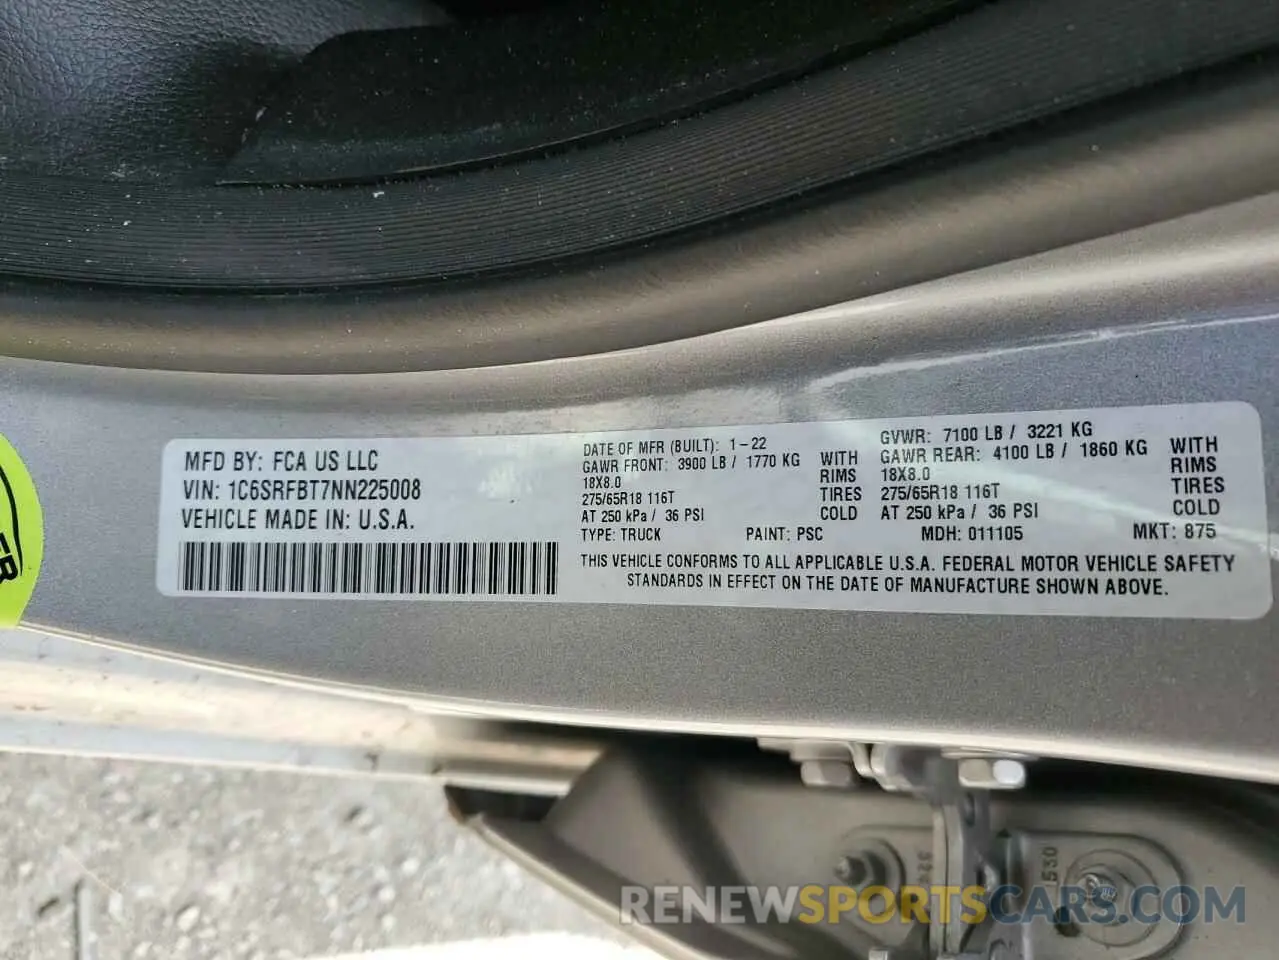 MFD BY: FCA US LLC
VIN: 1C6SRFBT7NN225008
VEHICLE MADE IN: U.S.A.
DATE OF MFR (BUILT): 1-22
GAWR FRONT: 3900 LB / 1770 KG WITH
18X8.0 RIMS
275/65R18 116T TIRES
AT 250 kPa / 36 PSI COLD
GVWR: 7100 LB / 3221 KG
GAWR REAR: 4100 LB / 1860 KG WITH
18X8.0 RIMS
275/65R18 116T TIRES
AT 250 kPa / 36 PSI COLD
TYPE: TRUCK PAINT: PSC MDH: 011105 MKT: 875
THIS VEHICLE CONFORMS TO ALL APPLICABLE U.S.A. FEDERAL MOTOR VEHICLE SAFETY
STANDARDS IN EFFECT ON THE DATE OF MANUFACTURE SHOWN ABOVE.
RENEWSPORTSCARS.COM